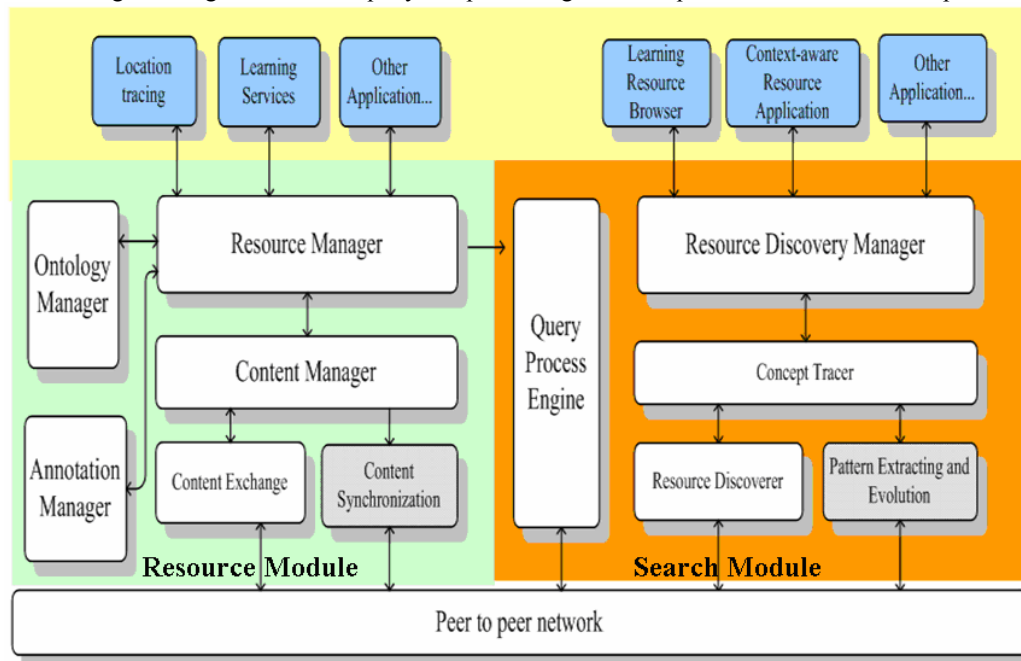 Location
tracing
Learning
Services
Other
Application...
Learning
Resource
Browser
Context-aware
Resource
Application
Other
Application...
Ontology
Manager
Resource Manager
Content Manager
Annotation
Manager
Content Exchange
Content
Synchronization
Resource Module
Query
Process
Engine
Resource Discovery Manager
Concept Tracer
Resource Discoverer
Pattern Extracting and
Evolution
Search Module
Peer to peer network